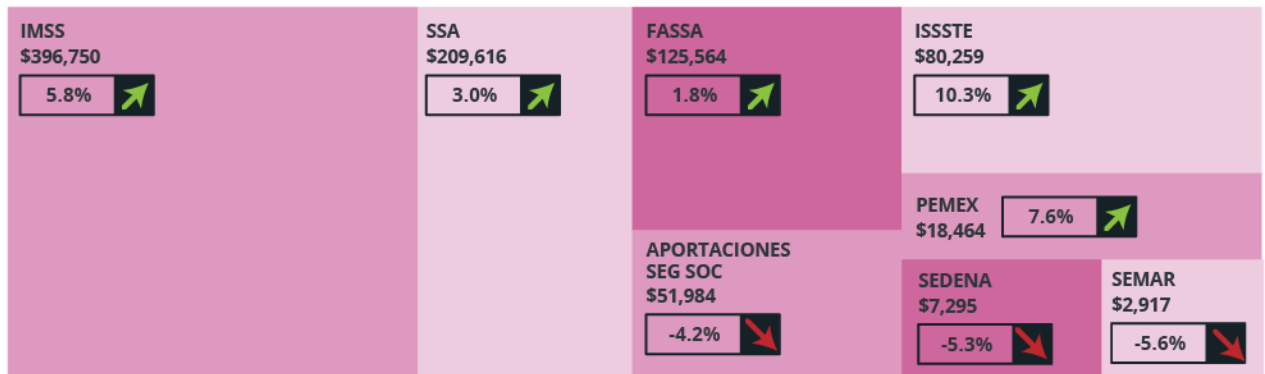 IMSS
$396,750
5.8%
SSA
$209,616
3.0%
FASSA
$125,564
1.8%
ISSSTE
$80,259
10.3%
PEMEX
$18,464
7.6%
APORTACIONES
SEG SOC
$51,984
-4.2%
SEDENA
$7,295
-5.3%
SEMAR
$2,917
-5.6%